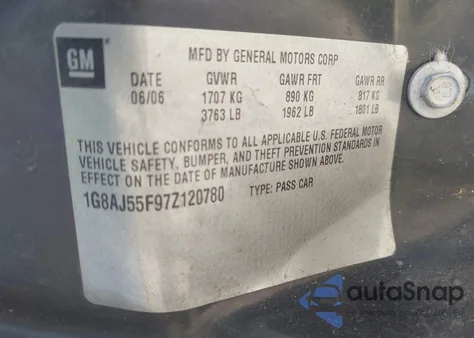 GM
MFD BY GENERAL MOTORS CORP
DATE GVWR GAWR FRT GAWR RR
06/06 1707 KG 890 KG 817 KG
3763 LB 1962 LB 1801 LB
THIS VEHICLE CONFORMS TO ALL APPLICABLE U.S. FEDERAL MOTOR
VEHICLE SAFETY, BUMPER, AND THEFT PREVENTION STANDARDS IN
EFFECT ON THE DATE OF MANUFACTURE SHOWN ABOVE.
1G8AJ55F97Z120780 TYPE: PASS CAR
autoSnap